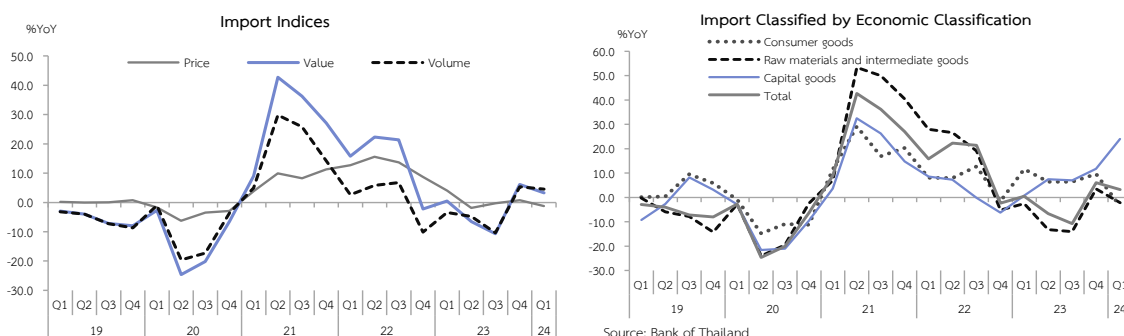 Import Indices
%YoY
Price Value Volume
50.0
40.0
30.0
20.0
10.0
0.0
-10.0
-20.0
-30.0
Q1 Q2 Q3 Q4 Q1 Q2 Q3 Q4 Q1 Q2 Q3 Q4 Q1 Q2 Q3 Q4 Q1 Q2 Q3 Q4 Q1
19 20 21 22 23 24
Import Classified by Economic Classification
%YoY
Consumer goods
Raw materials and intermediate goods
Capital goods
Total
60.0
50.0
40.0
30.0
20.0
10.0
0.0
-10.0
-20.0
-30.0
Q1 Q2 Q3 Q4 Q1 Q2 Q3 Q4 Q1 Q2 Q3 Q4 Q1 Q2 Q3 Q4 Q1 Q2 Q3 Q4 Q1
19 20 21 22 23 24
Source: Bank of Thailand